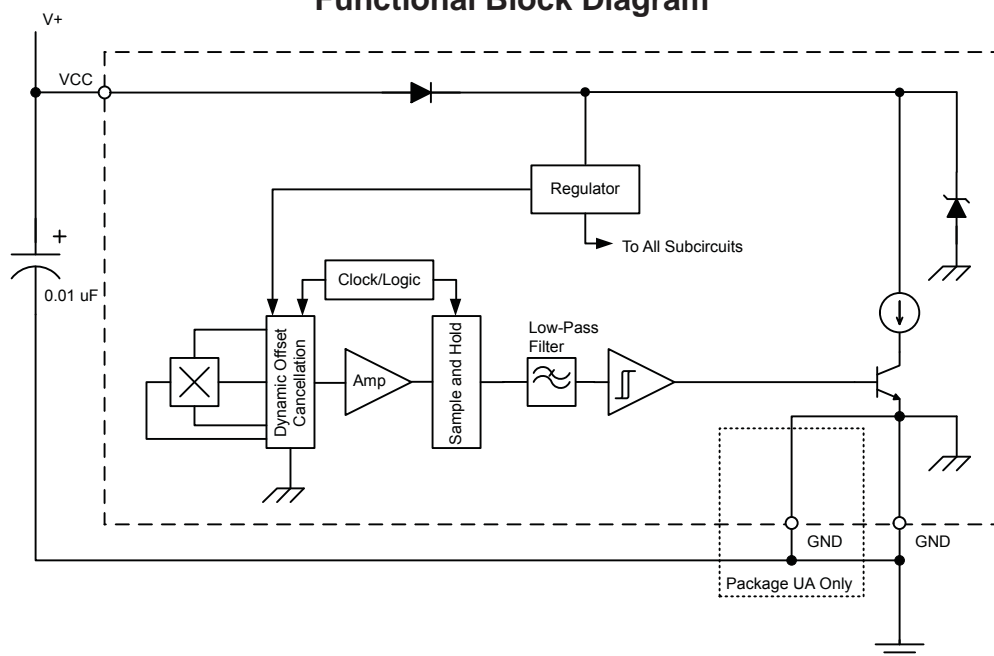 Functional Block Diagram
V+
VCC
Regulator
To All Subcircuits
+
0.01 uF
Clock/Logic
Dynamic Offset
Cancellation
Amp
Sample and Hold
Low-Pass
Filter
GND
GND
Package UA Only